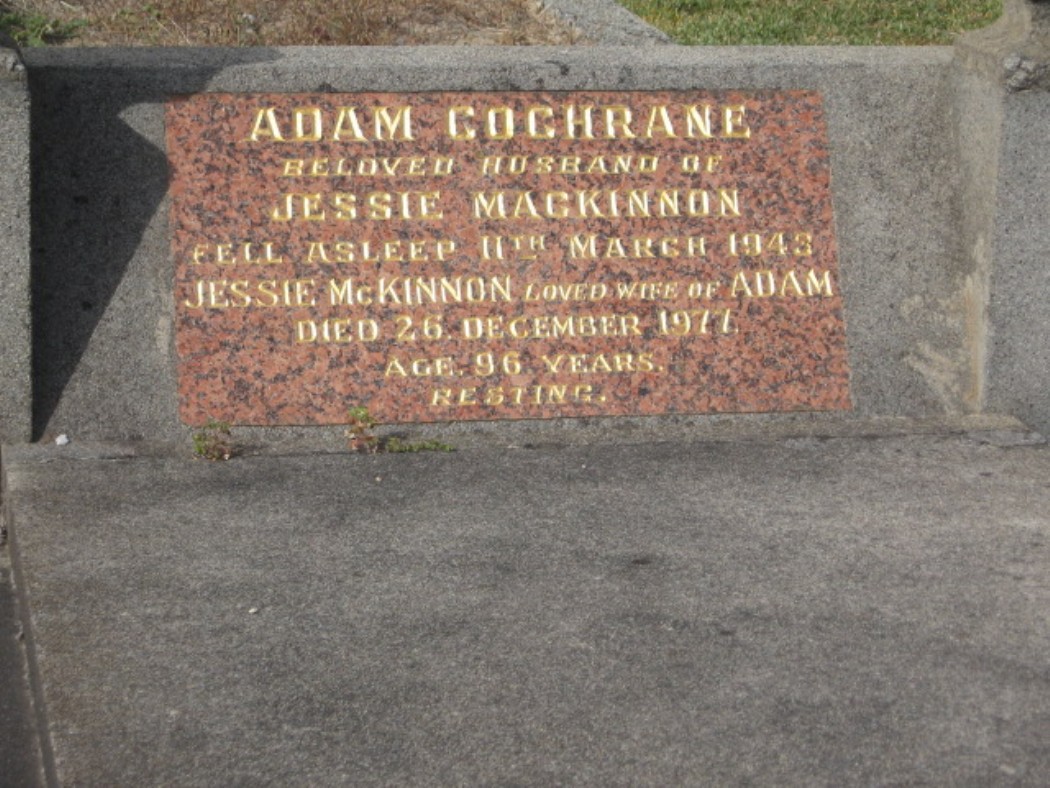 ADAM COCHRANE
BELOVED HUSBAND OF
JESSIE MACKINNON
FELL ASLEEP 11TH MARCH 1943
JESSIE McKINNON LOVED WIFE OF ADAM
DIED 26. DECEMBER 1977.
AGE. 96 YEARS.
RESTING.